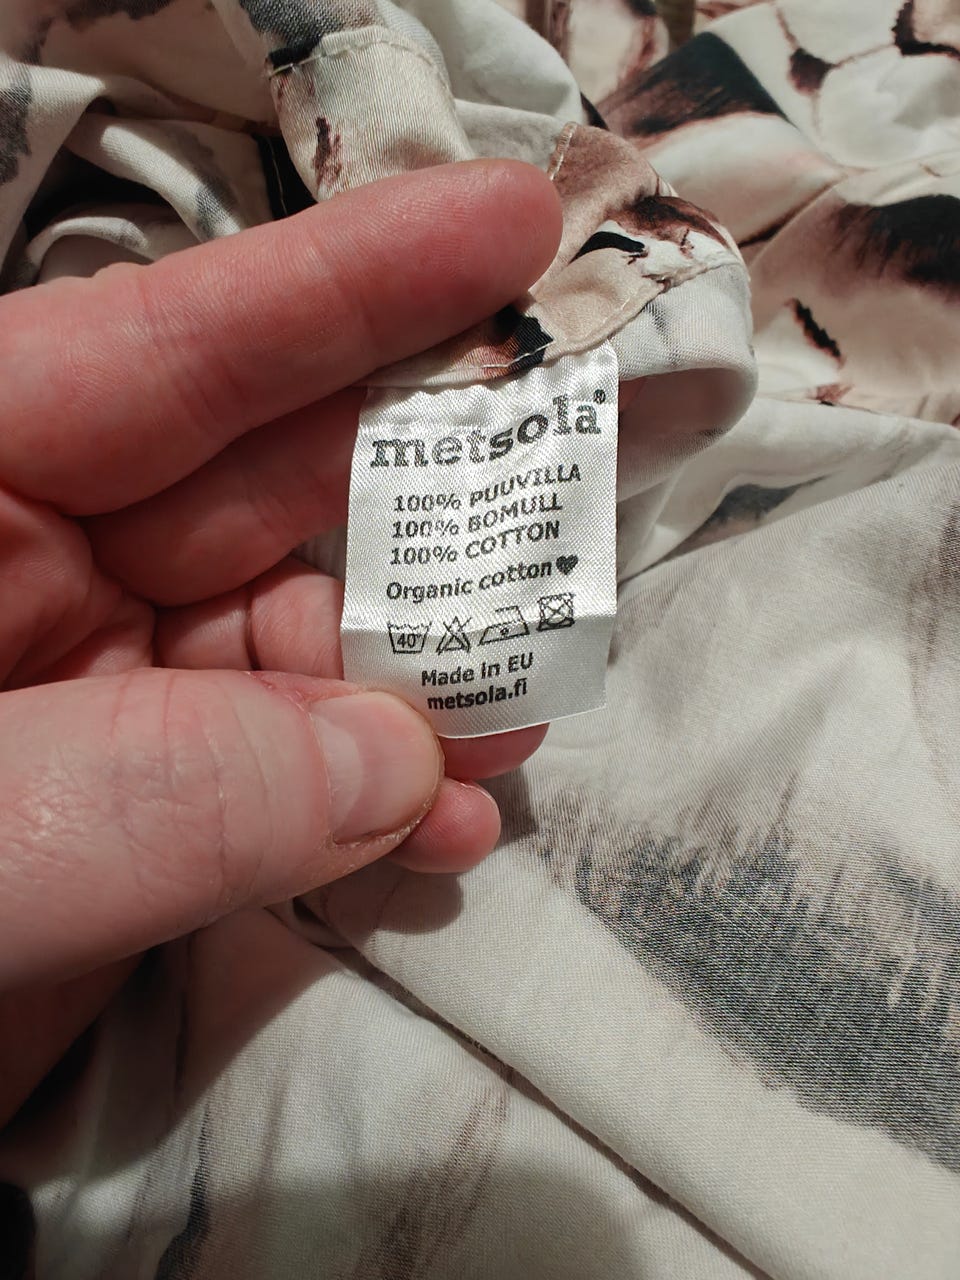 metsola®
100% PUUVILLA
100% BOMULL
100% COTTON
Organic cotton♥
40°
Made in EU
metsola.fi